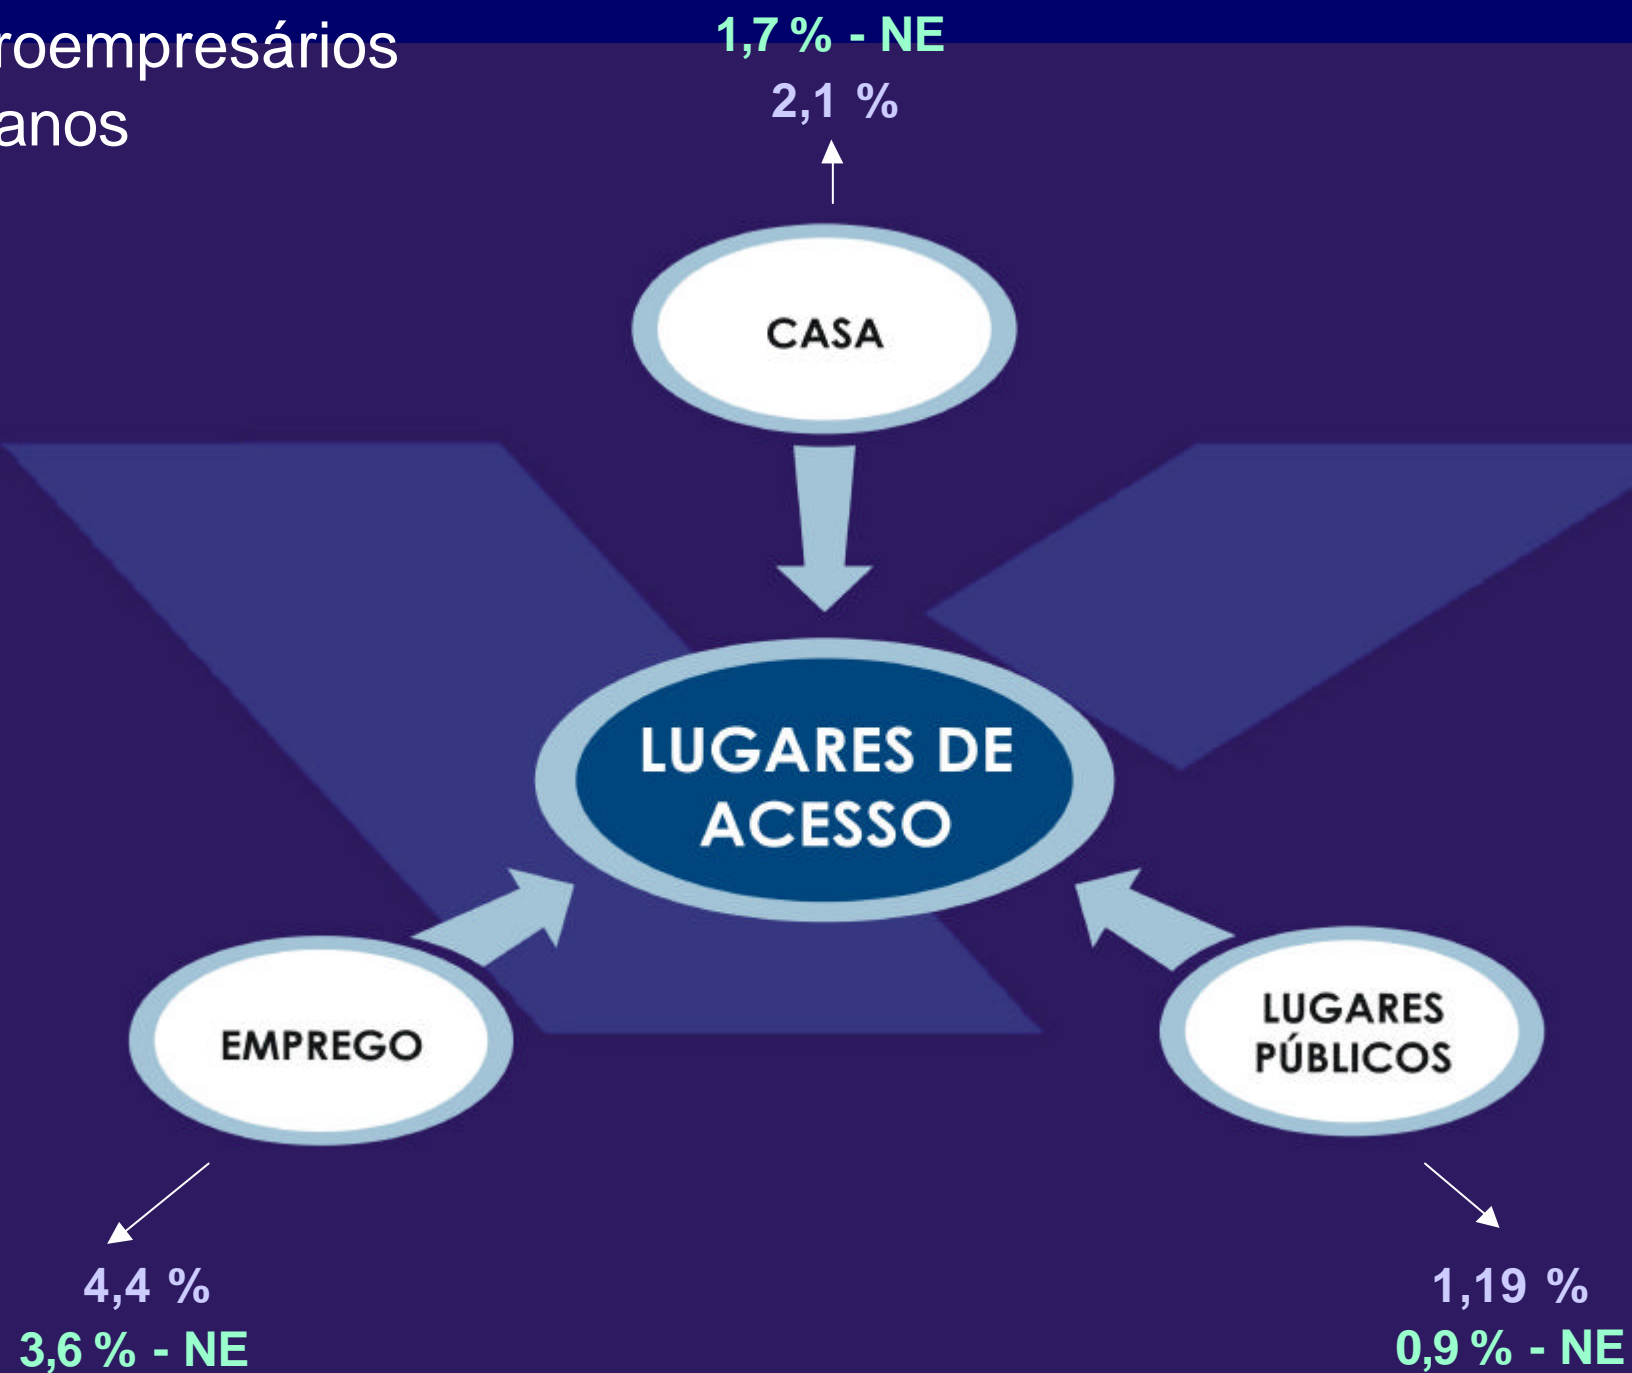 roempresários
anos
1,7 % - NE
2,1 %
CASA
LUGARES DE
ACESSO
EMPREGO
LUGARES
PÚBLICOS
4,4 %
3,6 % - NE
1,19 %
0,9 % - NE